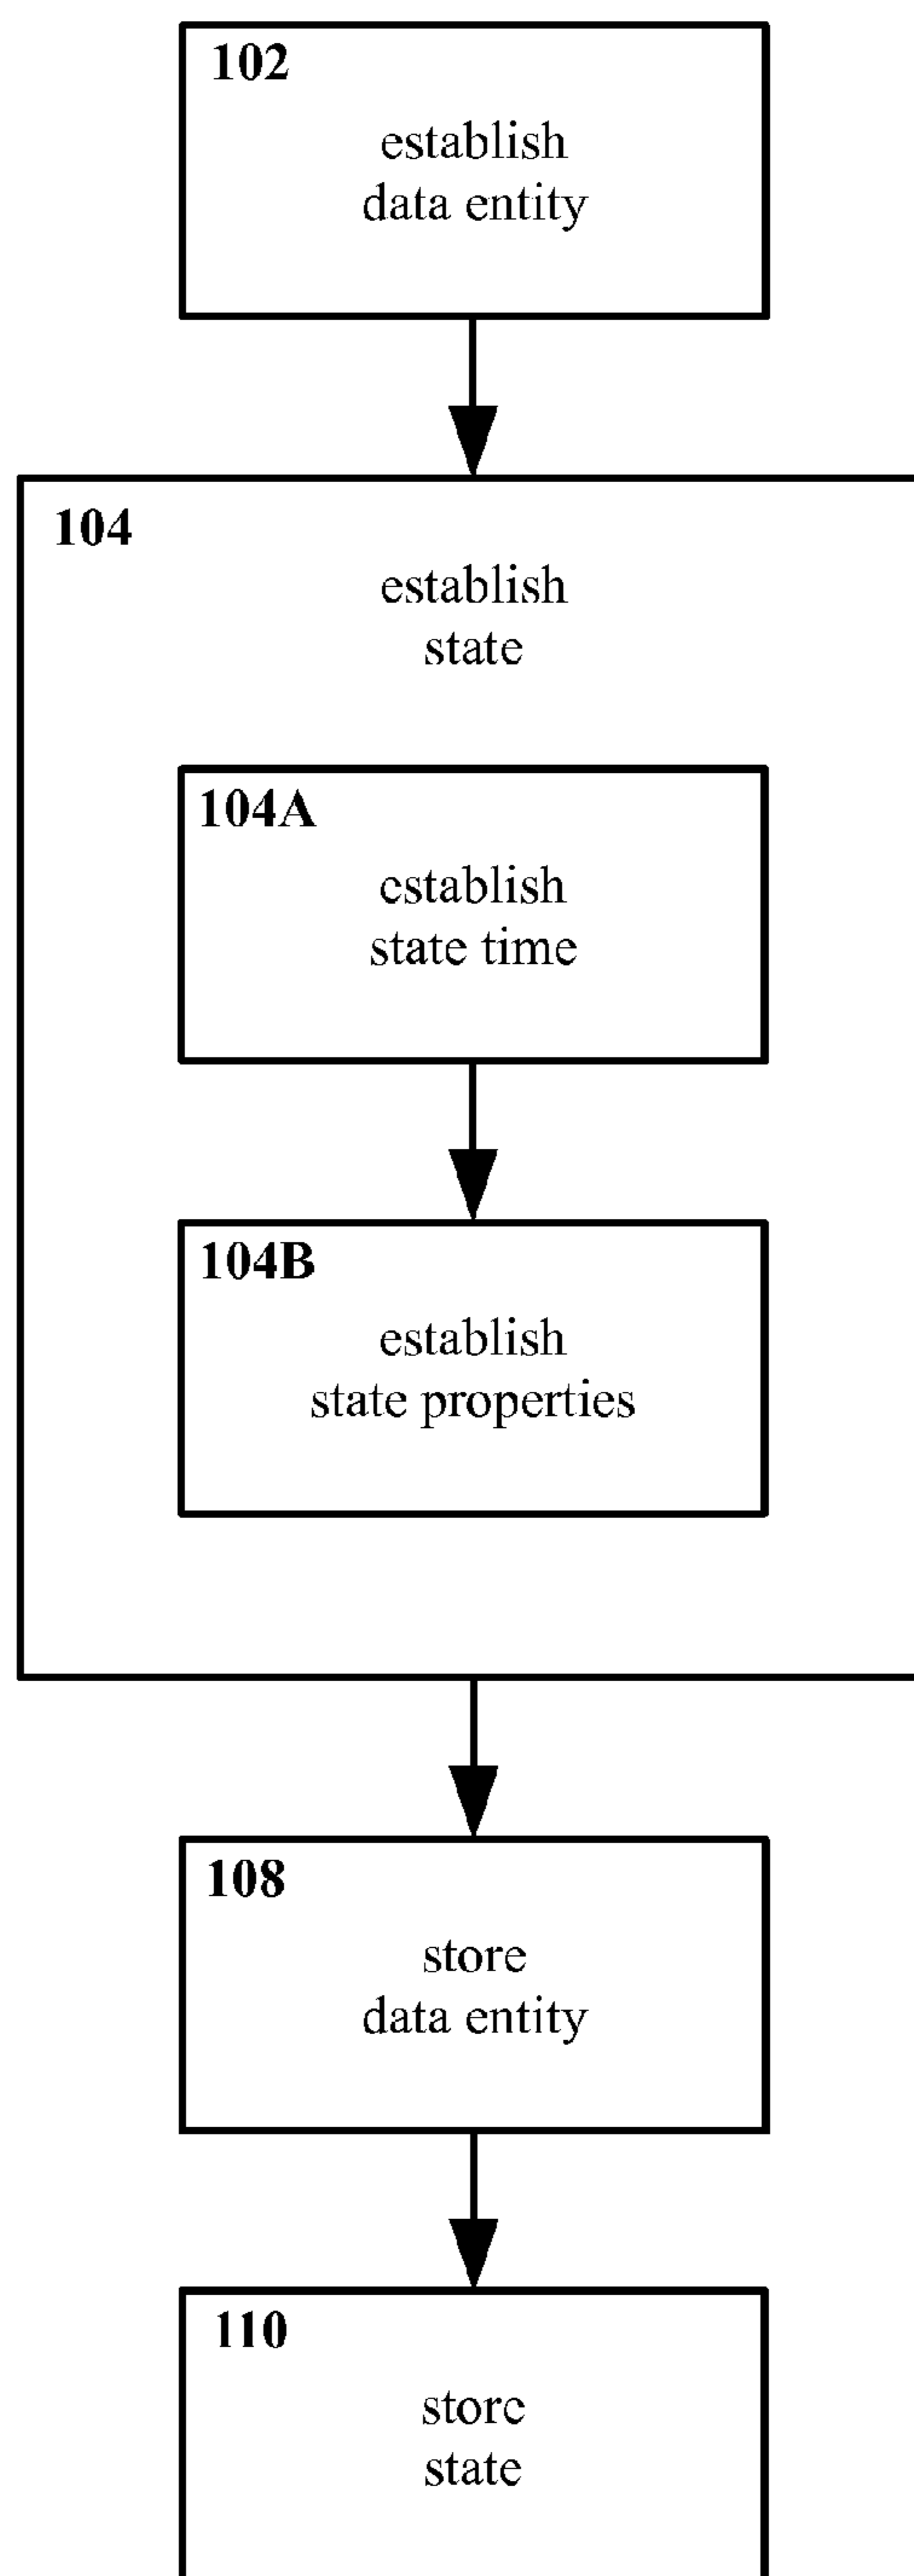 102
establish
data entity
104
establish
state
104A
establish
state time
104B
establish
state properties
108
store
data entity
110
store
state